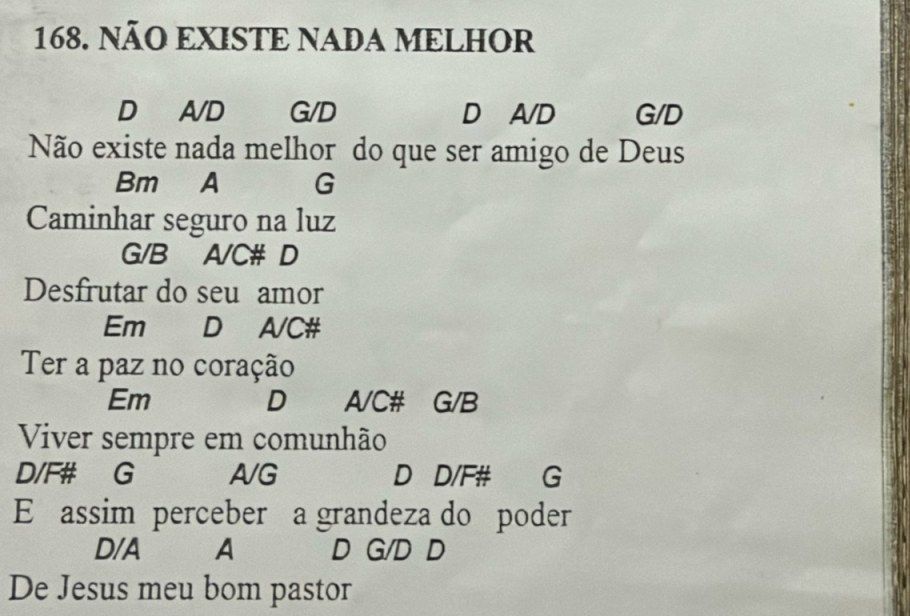 168. NÃO EXISTE NADA MELHOR
D A/D G/D D A/D G/D
Não existe nada melhor do que ser amigo de Deus
Bm A G
Caminhar seguro na luz
G/B A/C# D
Desfrutar do seu amor
Em D A/C#
Ter a paz no coração
Em D A/C# G/B
Viver sempre em comunhão
D/F# G A/G D D/F# G
E assim perceber a grandeza do poder
D/A A D G/D D
De Jesus meu bom pastor